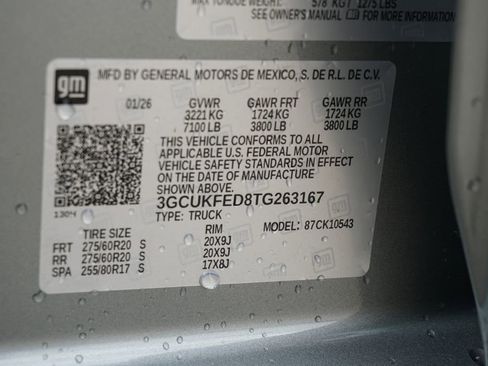 MAX TONGUE WEIGHT: 578 KGT 1275 LBS
SEE OWNER'S MANUAL FOR MORE INFORMATION
gm
MFD BY GENERAL MOTORS DE MEXICO, S. DE R.L. DE C.V.
01/26 GVWR GAWR FRT GAWR RR
3221 KG 1724 KG 1724 KG
7100 LB 3800 LB 3800 LB
THIS VEHICLE CONFORMS TO ALL
APPLICABLE U.S. FEDERAL MOTOR
VEHICLE SAFETY STANDARDS IN EFFECT
ON THE DATE OF MANUFACTURE
SHOWN ABOVE.
3GCUKFED8TG263167
1304 TYPE: TRUCK
TIRE SIZE RIM MODEL: 87CK10543
FRT 275/60R20 S 20X9J
RR 275/60R20 S 20X9J
SPA 255/80R17 S 17X8J